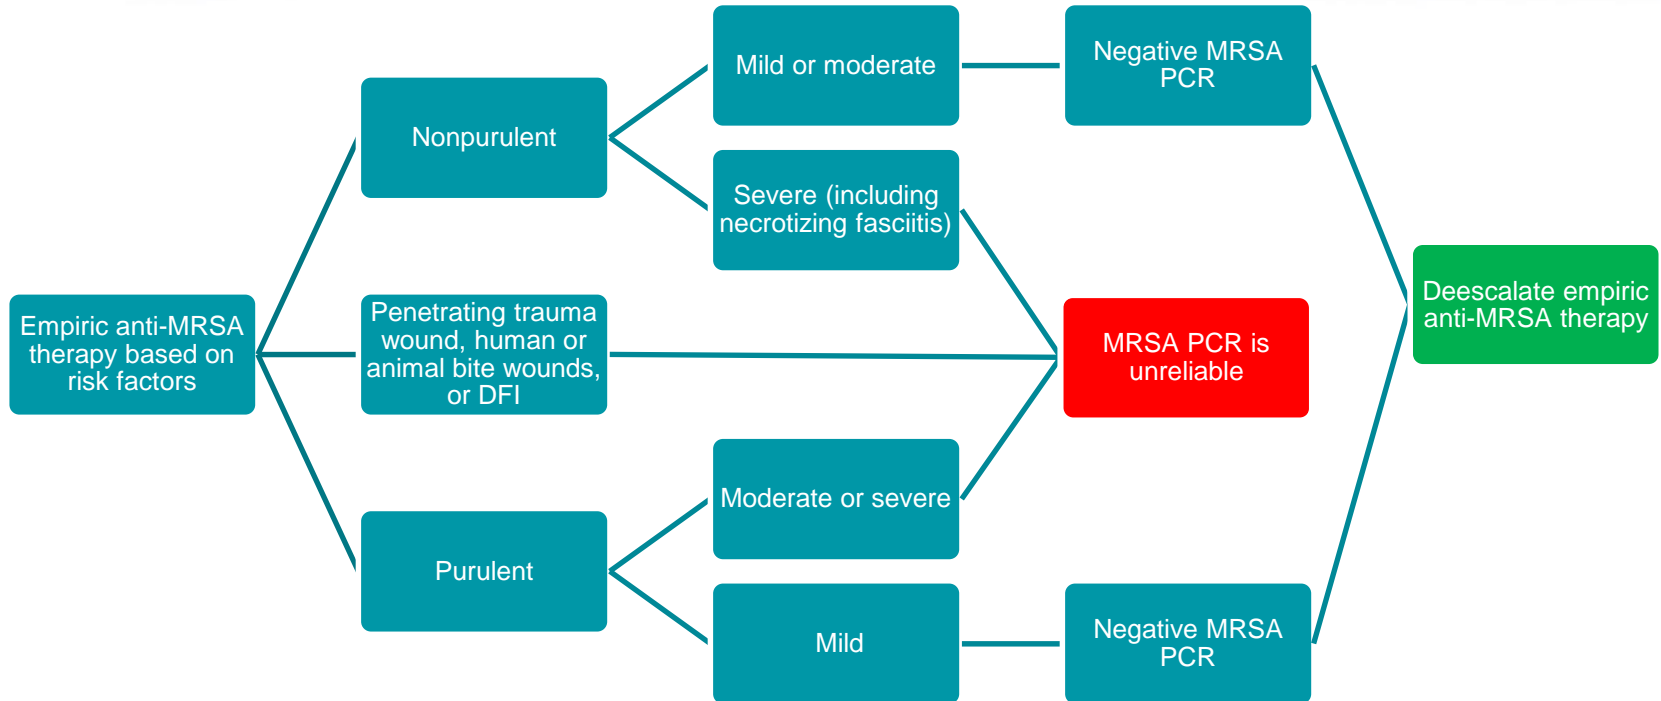 Empiric anti-MRSA
therapy based on
risk factors
Nonpurulent
Mild or moderate
Negative MRSA
PCR
Severe (including
necrotizing fasciitis)
Penetrating trauma
wound, human or
animal bite wounds,
or DFI
MRSA PCR is
unreliable
Deescalate empiric
anti-MRSA therapy
Purulent
Moderate or severe
Mild
Negative MRSA
PCR